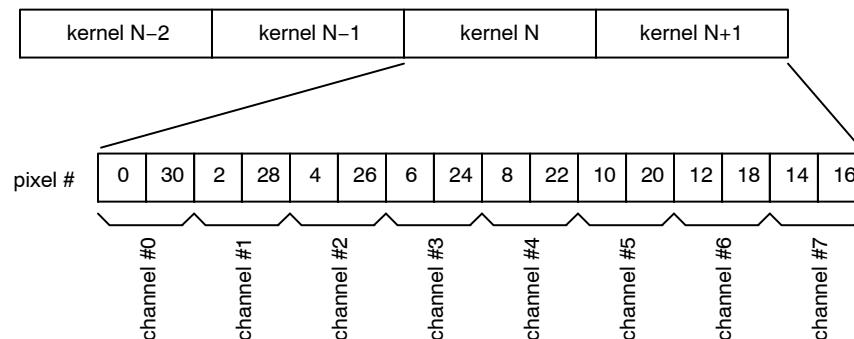 kernel N−2 kernel N−1 kernel N kernel N+1
pixel # 0 30 2 28 4 26 6 24 8 22 10 20 12 18 14 16
channel #0 channel #1 channel #2 channel #3 channel #4 channel #5 channel #6 channel #7